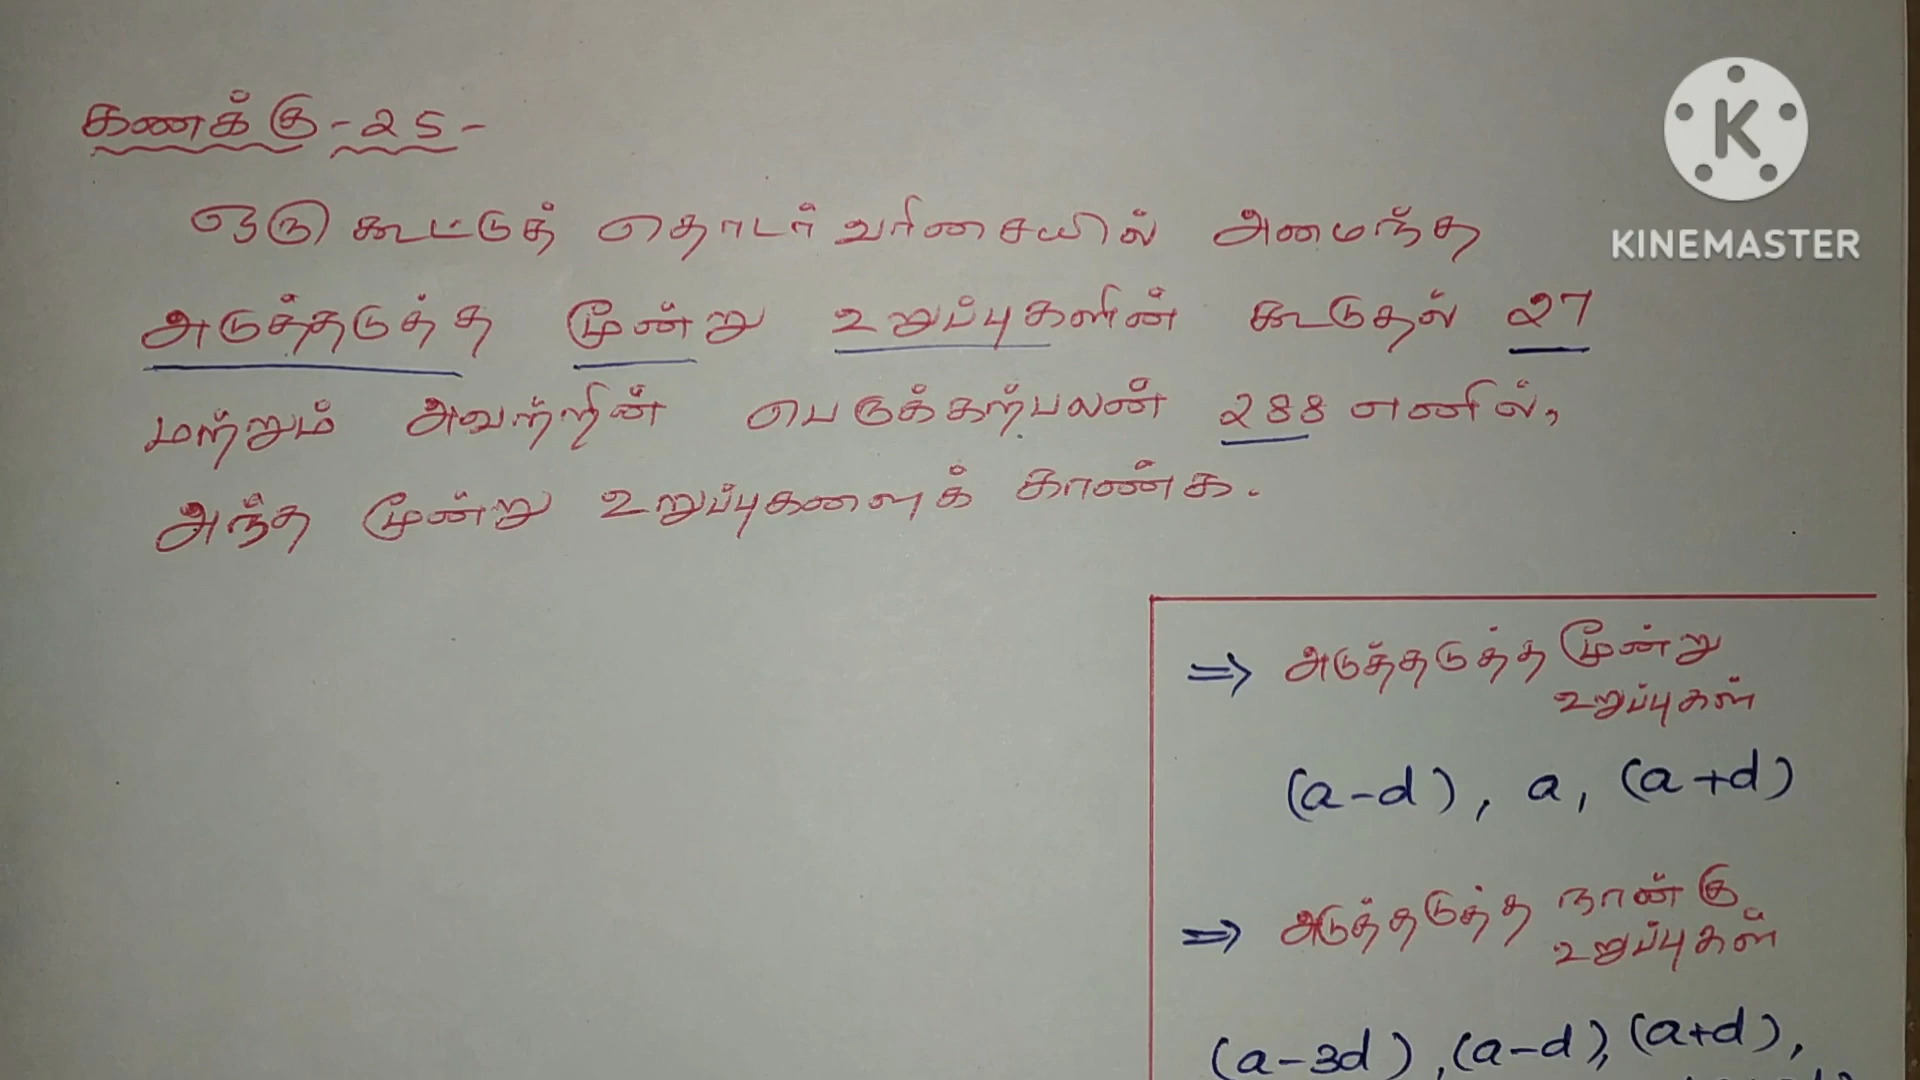 கணக்கு - 25 -
ஒரு கூட்டுத் தொடர் வரிசையில் அமைந்த
அடுத்தடுத்த மூன்று உறுப்புகளின் கூடுதல் 27
மற்றும் அவற்றின் பெருக்கற்பலன் 288 எனில்,
அந்த மூன்று உறுப்புகளைக் காண்க.
K
KINEMASTER
⇒ அடுத்தடுத்த மூன்று
உறுப்புகள்
(a-d), a, (a+d)
⇒ அடுத்தடுத்த நான்கு
உறுப்புகள்
(a-3d), (a-d), (a+d),